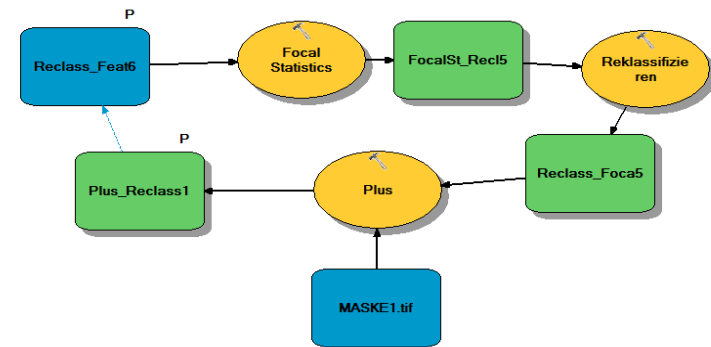 P
Reclass_Feat6
Focal
Statistics
FocalSt_Recl5
Reklassifizie
ren
P
Plus_Reclass1
Plus
Reclass_Foca5
MASKE1.tif